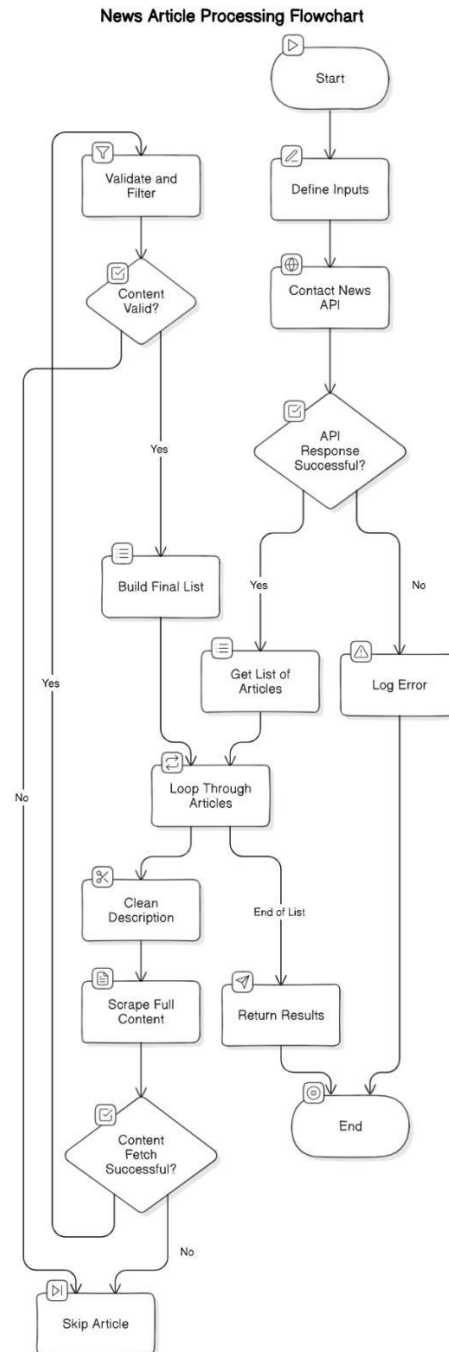 News Article Processing Flowchart
Start
Validate and
Filter
Define Inputs
Content
Valid?
Contact News
API
API
Response
Successful?
Yes
Build Final List
Yes
No
Get List of
Articles
Log Error
Yes
No
Loop Through
Articles
Clean
Description
End of List
Scrape Full
Content
Return Results
Content
Fetch
Successful?
End
No
Skip Article